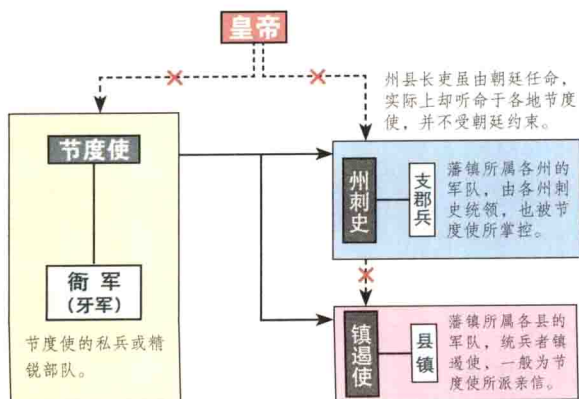 皇帝
州县长吏虽由朝廷任命，
实际上却听命于各地节度
使，并不受朝廷约束。
节度使
衙 军
(牙军)
节度使的私兵或精
锐部队。
州刺史
支郡兵
藩镇所属各州的
军队，由各州刺
史统领，也被节
度使所掌控。
镇遏使
县镇
藩镇所属各县的
军队，统兵者镇
遏使，一般为节
度使所派亲信。